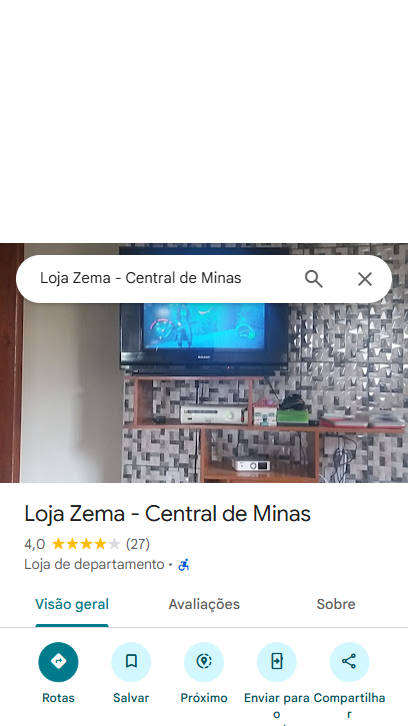 Loja Zema - Central de Minas
Loja Zema - Central de Minas
4,0 (27)
Loja de departamento •
Visão geral Avaliações Sobre
Rotas Salvar Próximo Enviar para Compartilha
o r